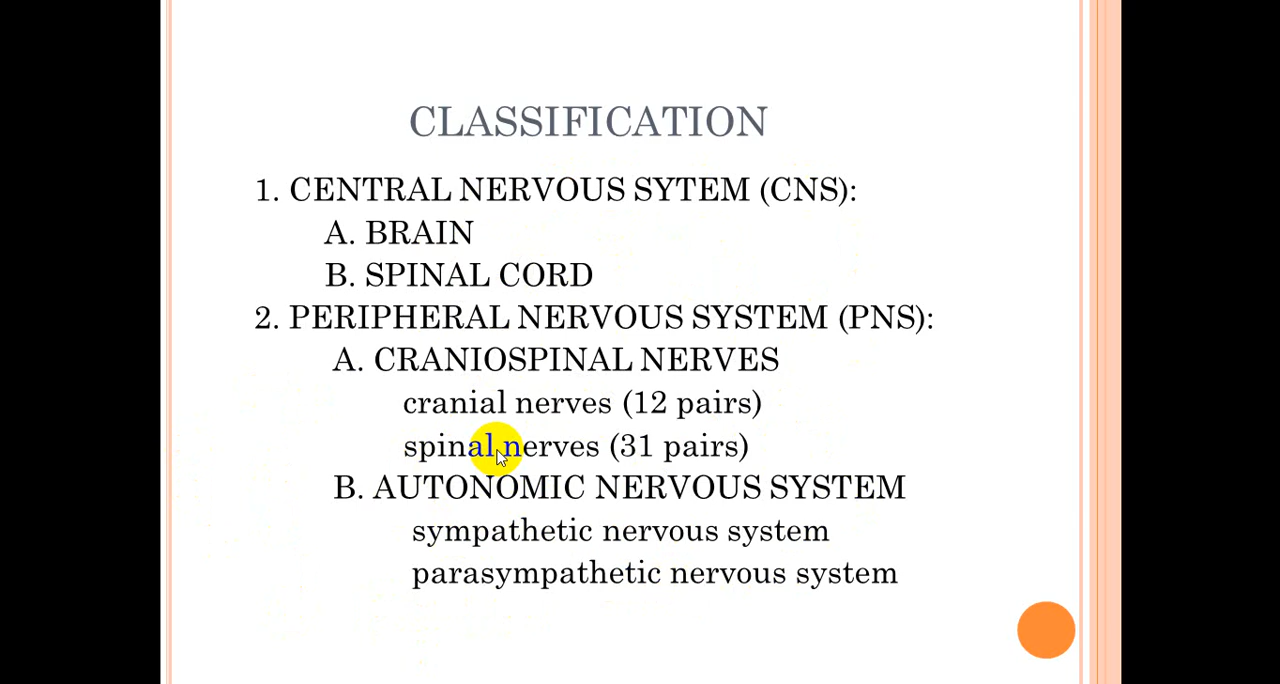 CLASSIFICATION
1. CENTRAL NERVOUS SYTEM (CNS):
A. BRAIN
B. SPINAL CORD
2. PERIPHERAL NERVOUS SYSTEM (PNS):
A. CRANIOSPINAL NERVES
cranial nerves (12 pairs)
spinal nerves (31 pairs)
B. AUTONOMIC NERVOUS SYSTEM
sympathetic nervous system
parasympathetic nervous system